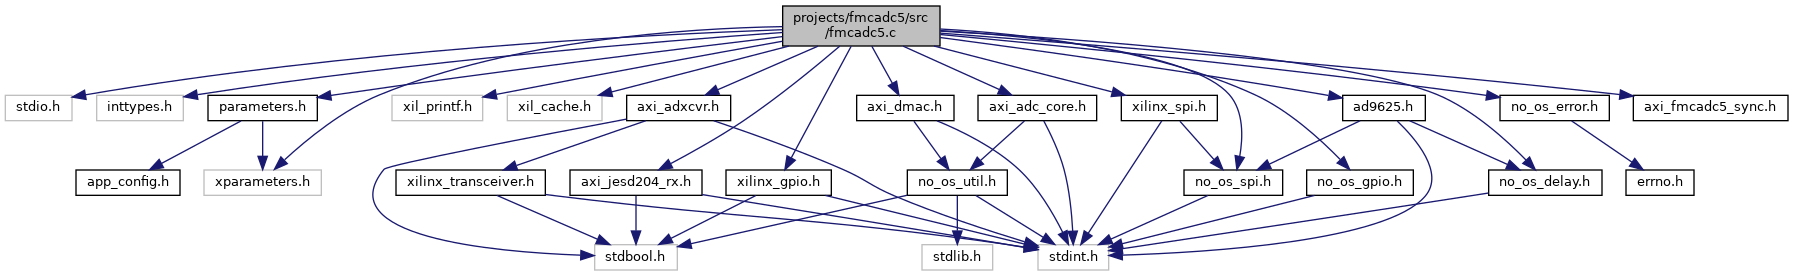 projects/fmcadc5/src
/fmcadc5.c
stdio.h
inttypes.h
parameters.h
xil_printf.h
xil_cache.h
axi_adxcvr.h
axi_dmac.h
axi_adc_core.h
xilinx_spi.h
ad9625.h
no_os_error.h
axi_fmcadc5_sync.h
app_config.h
xparameters.h
xilinx_transceiver.h
axi_jesd204_rx.h
xilinx_gpio.h
no_os_util.h
no_os_spi.h
no_os_gpio.h
no_os_delay.h
errno.h
stdbool.h
stdlib.h
stdint.h